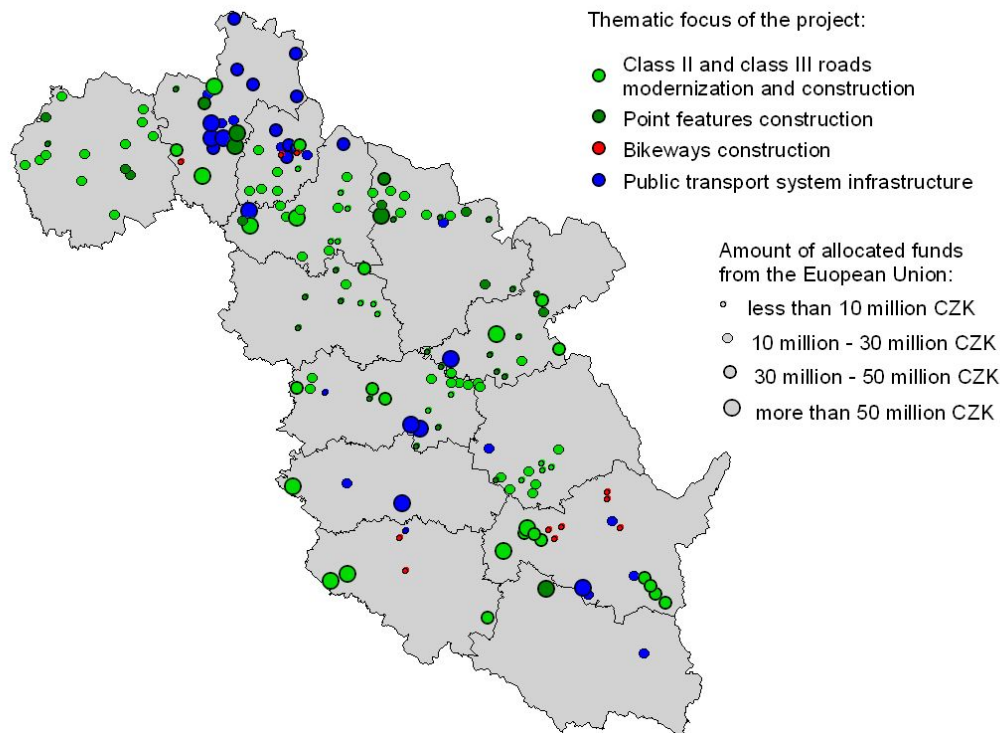 Thematic focus of the project:
Class II and class III roads
modernization and construction
Point features construction
Bikeways construction
Public transport system infrastructure
Amount of allocated funds
from the Euopean Union:
less than 10 million CZK
10 million - 30 million CZK
30 million - 50 million CZK
more than 50 million CZK